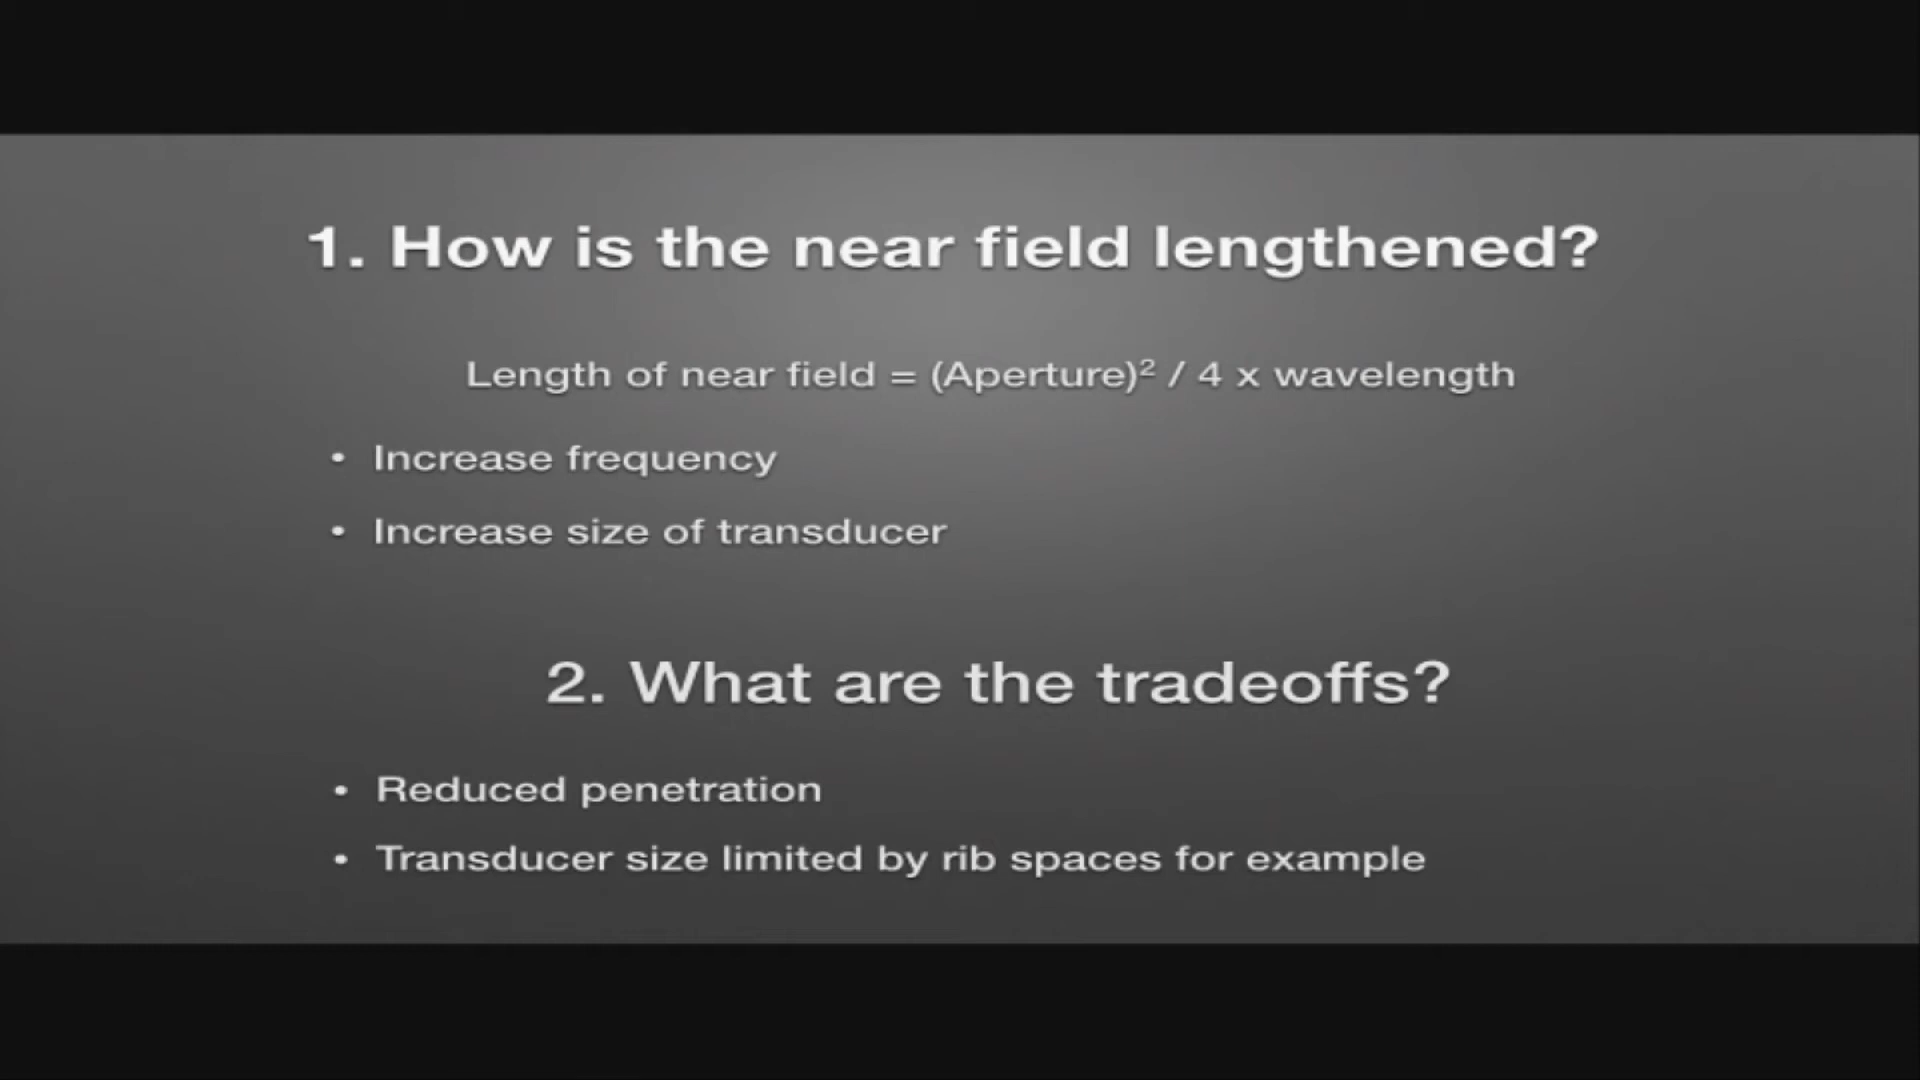 1. How is the near field lengthened?
Length of near field = (Aperture)² / 4 x wavelength
• Increase frequency
• Increase size of transducer
2. What are the tradeoffs?
• Reduced penetration
• Transducer size limited by rib spaces for example